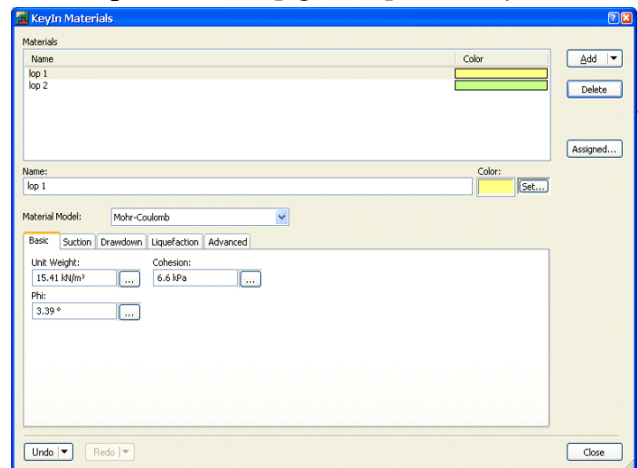 KeyIn Materials
Materials
Name Color
lop 1
lop 2
Add
Delete
Assigned...
Name: Color:
lop 1 Set...
Material Model: Mohr-Coulomb
Basic Suction Drawdown Liquefaction Advanced
Unit Weight: Cohesion:
15.41 kN/m³ ... 6.6 kPa ...
Phi:
3.39 ° ...
Undo Redo Close